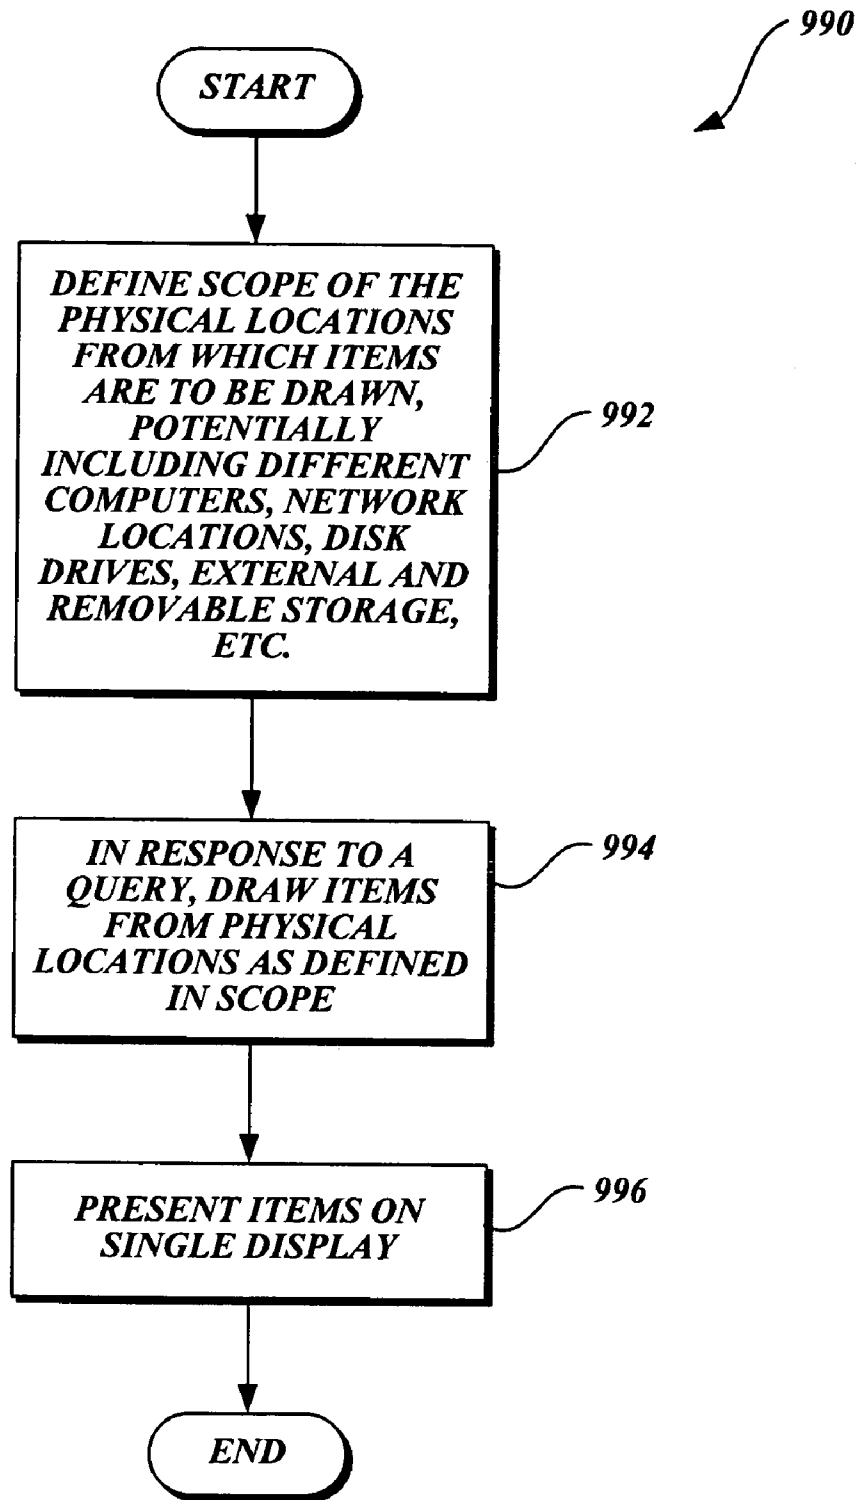 990
START
DEFINE SCOPE OF THE
PHYSICAL LOCATIONS
FROM WHICH ITEMS
ARE TO BE DRAWN,
POTENTIALLY
INCLUDING DIFFERENT
COMPUTERS, NETWORK
LOCATIONS, DISK
DRIVES, EXTERNAL AND
REMOVABLE STORAGE,
ETC.
992
IN RESPONSE TO A
QUERY, DRAW ITEMS
FROM PHYSICAL
LOCATIONS AS DEFINED
IN SCOPE
994
PRESENT ITEMS ON
SINGLE DISPLAY
996
END